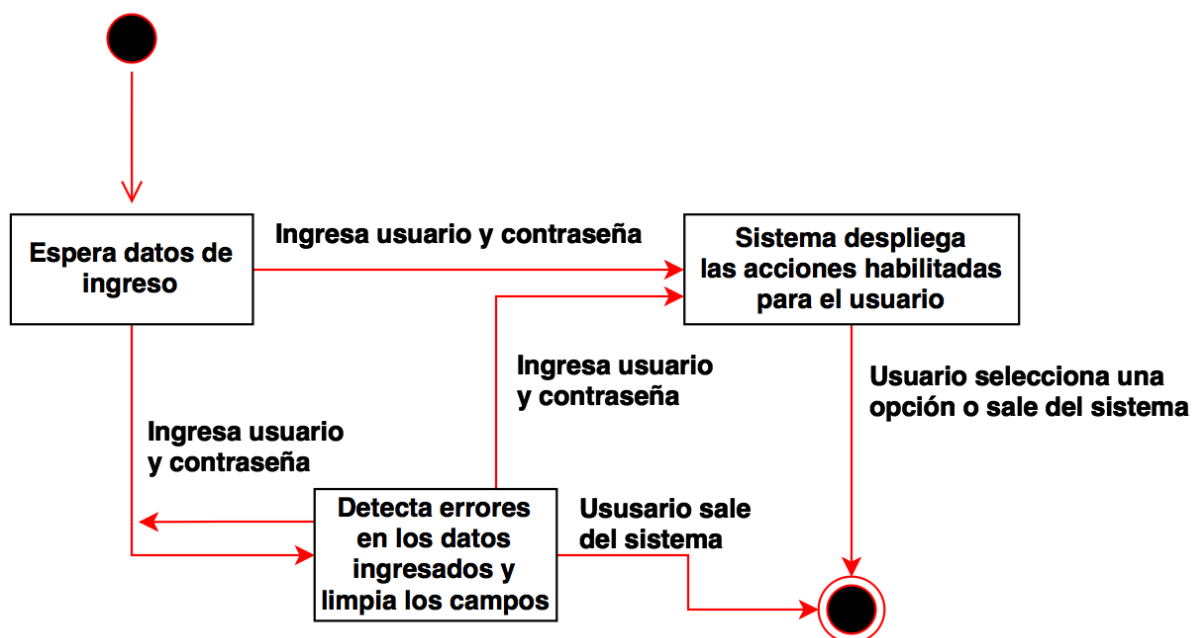 Espera datos de
ingreso
Ingresa usuario y contraseña
Sistema despliega
las acciones habilitadas
para el usuario
Ingresa usuario
y contraseña
Usuario selecciona una
opción o sale del sistema
Ingresa usuario
y contraseña
Detecta errores
en los datos
ingresados y
limpia los campos
Ususario sale
del sistema